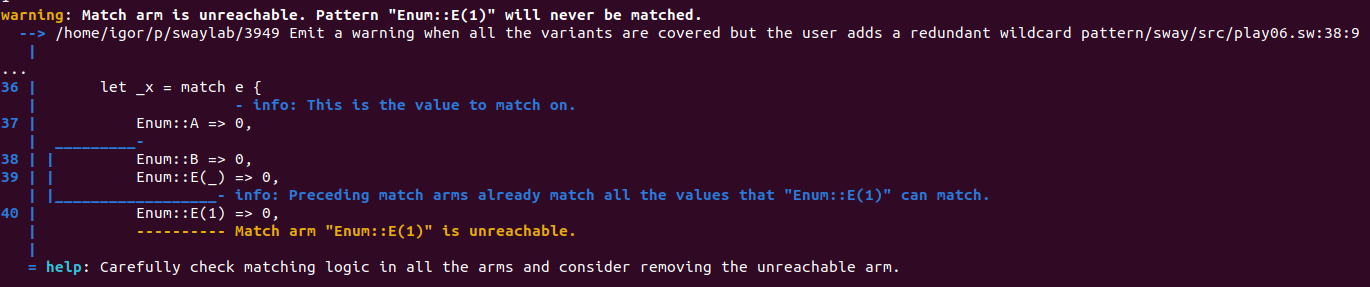 warning: Match arm is unreachable. Pattern "Enum::E(1)" will never be matched.
  --> /home/igor/p/swaylab/3949 Emit a warning when all the variants are covered but the user adds a redundant wildcard pattern/sway/src/play06.sw:38:9
   |
...
36 |       let _x = match e {
   |                      - info: This is the value to match on.
37 |           Enum::A => 0,
   |  _________-
38 | |         Enum::B => 0,
39 | |         Enum::E(_) => 0,
   | |__________________- info: Preceding match arms already match all the values that "Enum::E(1)" can match.
40 |           Enum::E(1) => 0,
   |           ---------- Match arm "Enum::E(1)" is unreachable.
   |
   = help: Carefully check matching logic in all the arms and consider removing the unreachable arm.